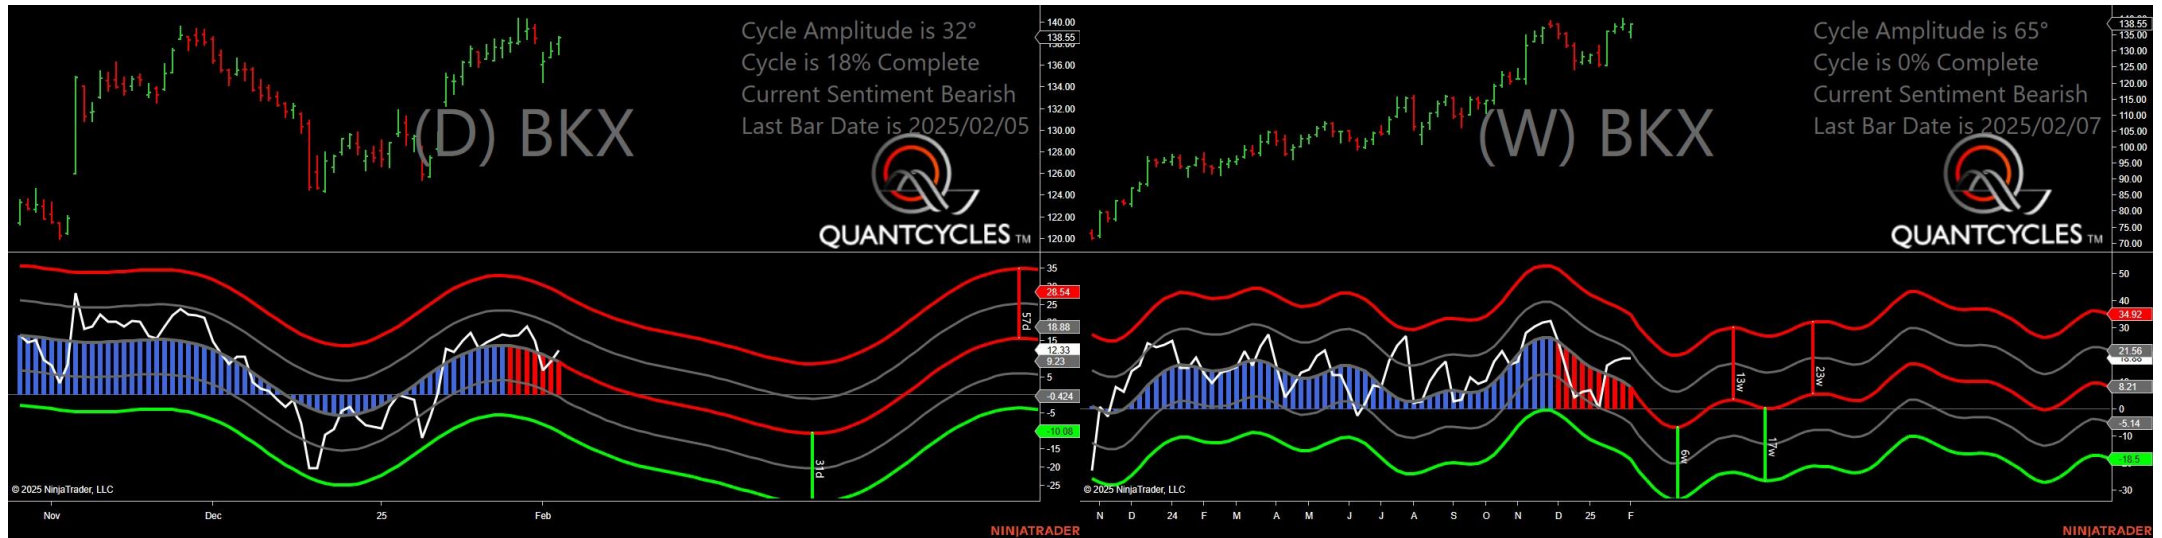 Cycle Amplitude is 32°
Cycle is 18% Complete
Current Sentiment Bearish
Last Bar Date is 2025/02/05
(D) BKX
QUANTCYCLES TM
140.00
138.55
136.00
134.00
132.00
130.00
128.00
126.00
124.00
122.00
120.00
35
28.54
25
18.88
15
12.33
9.23
5
-0.424
-5
-10.08
-15
-20
-25
57d
31d
© 2025 NinjaTrader, LLC
Nov Dec 25 Feb
NINJATRADER
Cycle Amplitude is 65°
Cycle is 0% Complete
Current Sentiment Bearish
Last Bar Date is 2025/02/07
(W) BKX
QUANTCYCLES TM
138.55
135.00
130.00
125.00
120.00
115.00
110.00
105.00
100.00
95.00
90.00
85.00
80.00
75.00
70.00
50
40
34.92
30
21.56
8.21
0
-5.14
-10
-18.5
-30
13w
23w
6w
17w
© 2025 NinjaTrader, LLC
N D 24 F M A M J J A S O N D 25 F
NINJATRADER